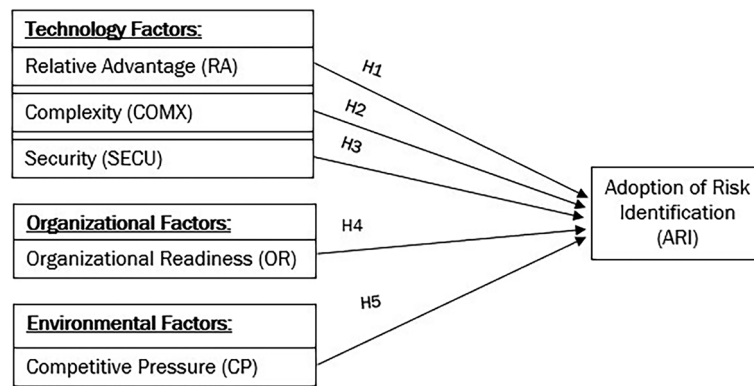 Technology Factors:
Relative Advantage (RA)
Complexity (COMX)
Security (SECU)
H1
H2
H3
Organizational Factors:
Organizational Readiness (OR)
H4
Environmental Factors:
Competitive Pressure (CP)
H5
Adoption of Risk
Identification
(ARI)